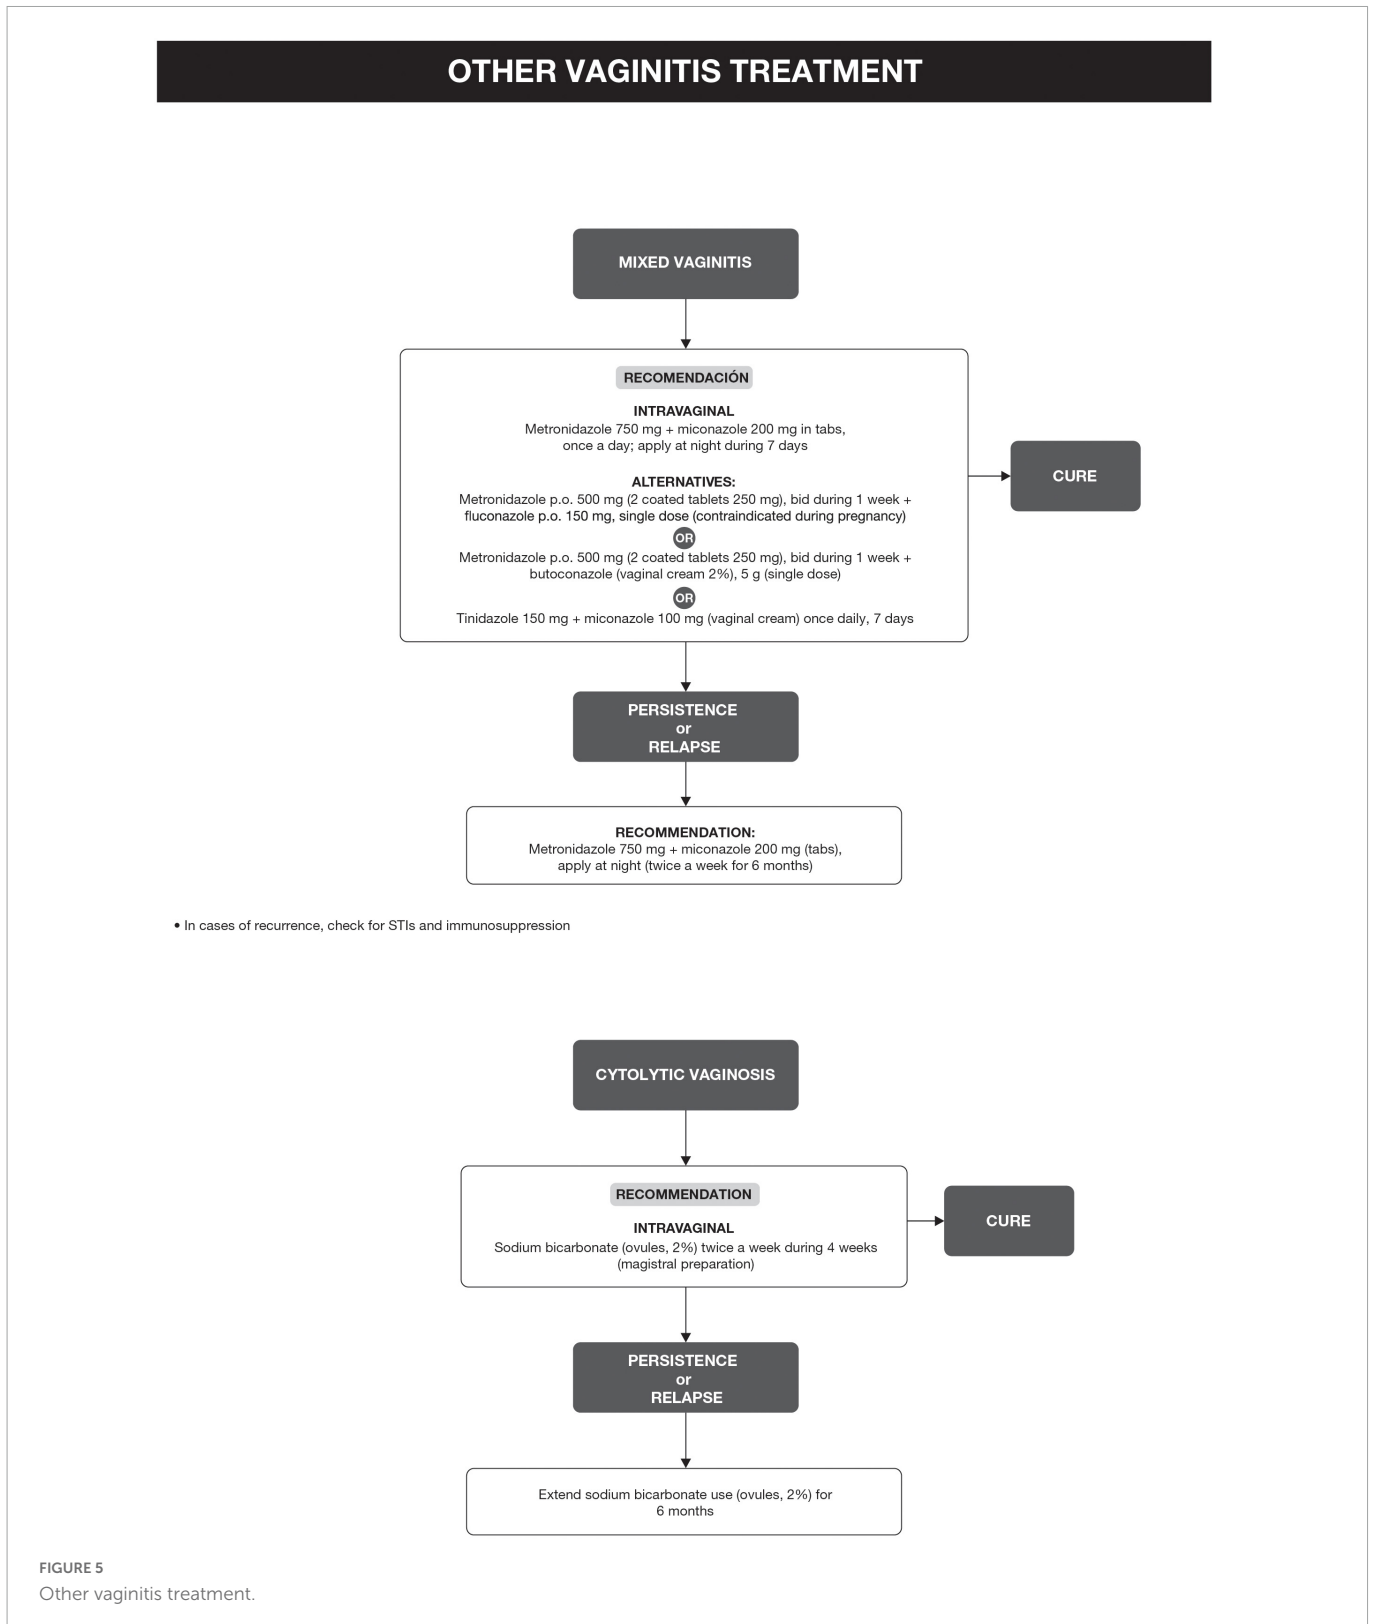 OTHER VAGINITIS TREATMENT
MIXED VAGINITIS
RECOMENDACIÓN
INTRAVAGINAL
Metronidazole 750 mg + miconazole 200 mg in tabs,
once a day; apply at night during 7 days
ALTERNATIVES:
Metronidazole p.o. 500 mg (2 coated tablets 250 mg), bid during 1 week +
fluconazole p.o. 150 mg, single dose (contraindicated during pregnancy)
OR
Metronidazole p.o. 500 mg (2 coated tablets 250 mg), bid during 1 week +
butoconazole (vaginal cream 2%), 5 g (single dose)
OR
Tinidazole 150 mg + miconazole 100 mg (vaginal cream) once daily, 7 days
CURE
PERSISTENCE
or
RELAPSE
RECOMMENDATION:
Metronidazole 750 mg + miconazole 200 mg (tabs),
apply at night (twice a week for 6 months)
• In cases of recurrence, check for STIs and immunosuppression
CYTOLYTIC VAGINOSIS
RECOMMENDATION
INTRAVAGINAL
Sodium bicarbonate (ovules, 2%) twice a week during 4 weeks
(magistral preparation)
CURE
PERSISTENCE
or
RELAPSE
Extend sodium bicarbonate use (ovules, 2%) for
6 months
FIGURE 5
Other vaginitis treatment.